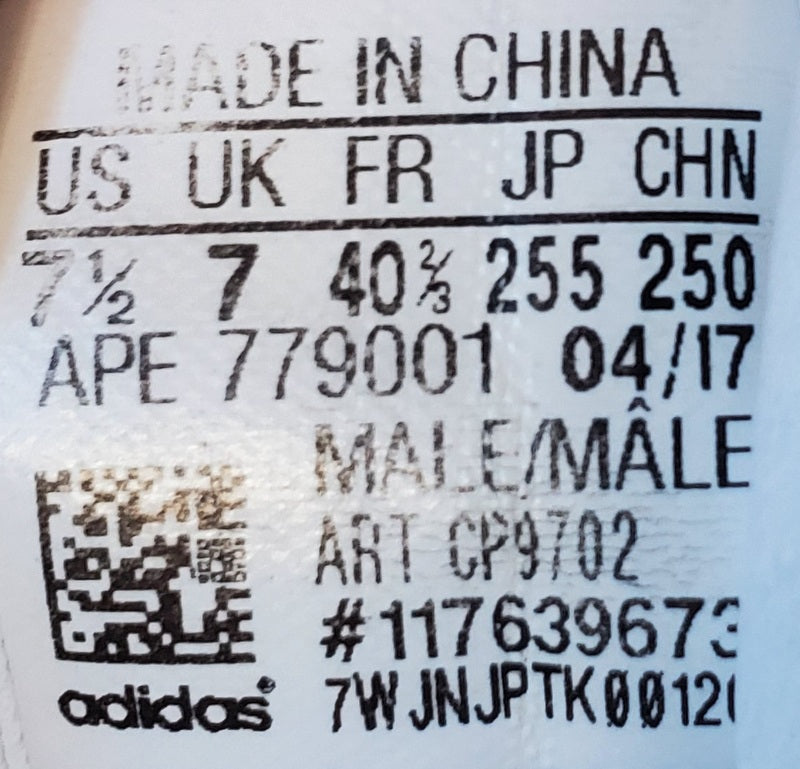 MADE IN CHINA
US UK FR JP CHN
7½ 7 40⅔ 255 250
APE 779001 04/17
MALE/MÂLE
ART CP9702
#117639673
adidas®